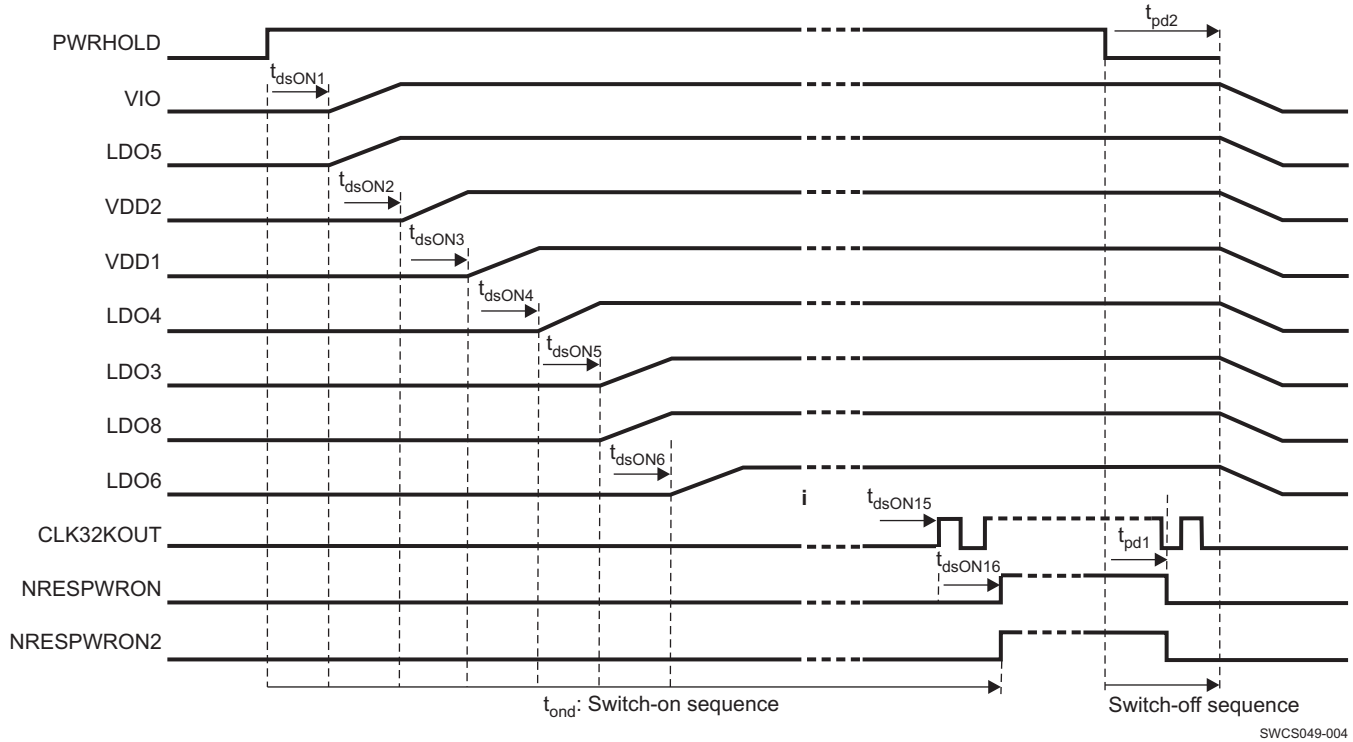 PWRHOLD
tpd2
tdsON1
VIO
LDO5
tdsON2
VDD2
tdsON3
VDD1
tdsON4
LDO4
tdsON5
LDO3
LDO8
tdsON6
LDO6
i
tdsON15
CLK32KOUT
tpd1
tdsON16
NRESPWRON
NRESPWRON2
tond: Switch-on sequence
Switch-off sequence
SWCS049-004